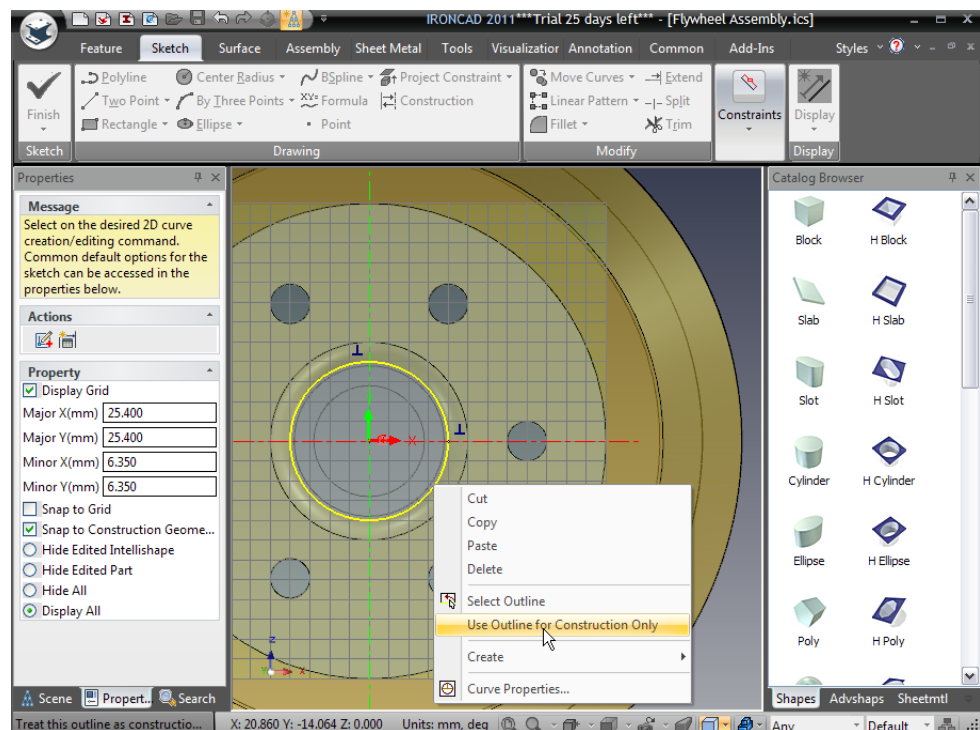 IRONCAD 2011***Trial 25 days left*** - [Flywheel Assembly.ics]
Feature Sketch Surface Assembly Sheet Metal Tools Visualization Annotation Common Add-Ins Styles
Polyline Center Radius BSpline Project Constraint Move Curves Extend
Two Point By Three Points XY= Formula Construction Linear Pattern Split
Finish Rectangle Ellipse Point Fillet Trim Constraints Display
Sketch Drawing Modify Display
Properties
Message
Select on the desired 2D curve
creation/editing command.
Common default options for the
sketch can be accessed in the
properties below.
Actions
Property
Display Grid
Major X(mm) 25.400
Major Y(mm) 25.400
Minor X(mm) 6.350
Minor Y(mm) 6.350
Snap to Grid
Snap to Construction Geome...
Hide Edited Intellishape
Hide Edited Part
Hide All
Display All
Scene Propert.. Search
X
Z
X
Cut
Copy
Paste
Delete
Select Outline
Use Outline for Construction Only
Create
Curve Properties...
Catalog Browser
Block H Block
Slab H Slab
Slot H Slot
Cylinder H Cylinder
Ellipse H Ellipse
Poly H Poly
Shapes Advshaps Sheetmtl
Treat this outline as constructio... X: 20.860 Y: -14.064 Z: 0.000 Units: mm, deg Any Default